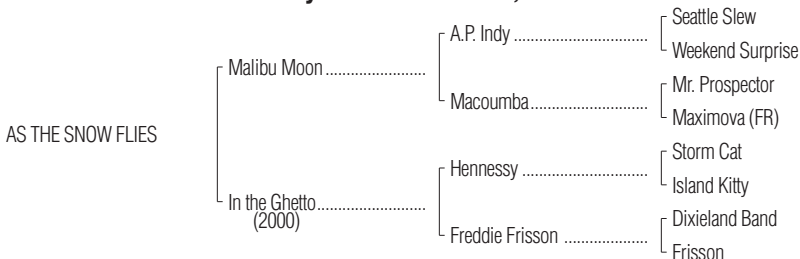 Seattle Slew
A.P. Indy
Weekend Surprise
Malibu Moon
Mr. Prospector
Macoumba
Maximova (FR)
AS THE SNOW FLIES
Storm Cat
Hennessy
Island Kitty
In the Ghetto
(2000)
Dixieland Band
Freddie Frisson
Frisson